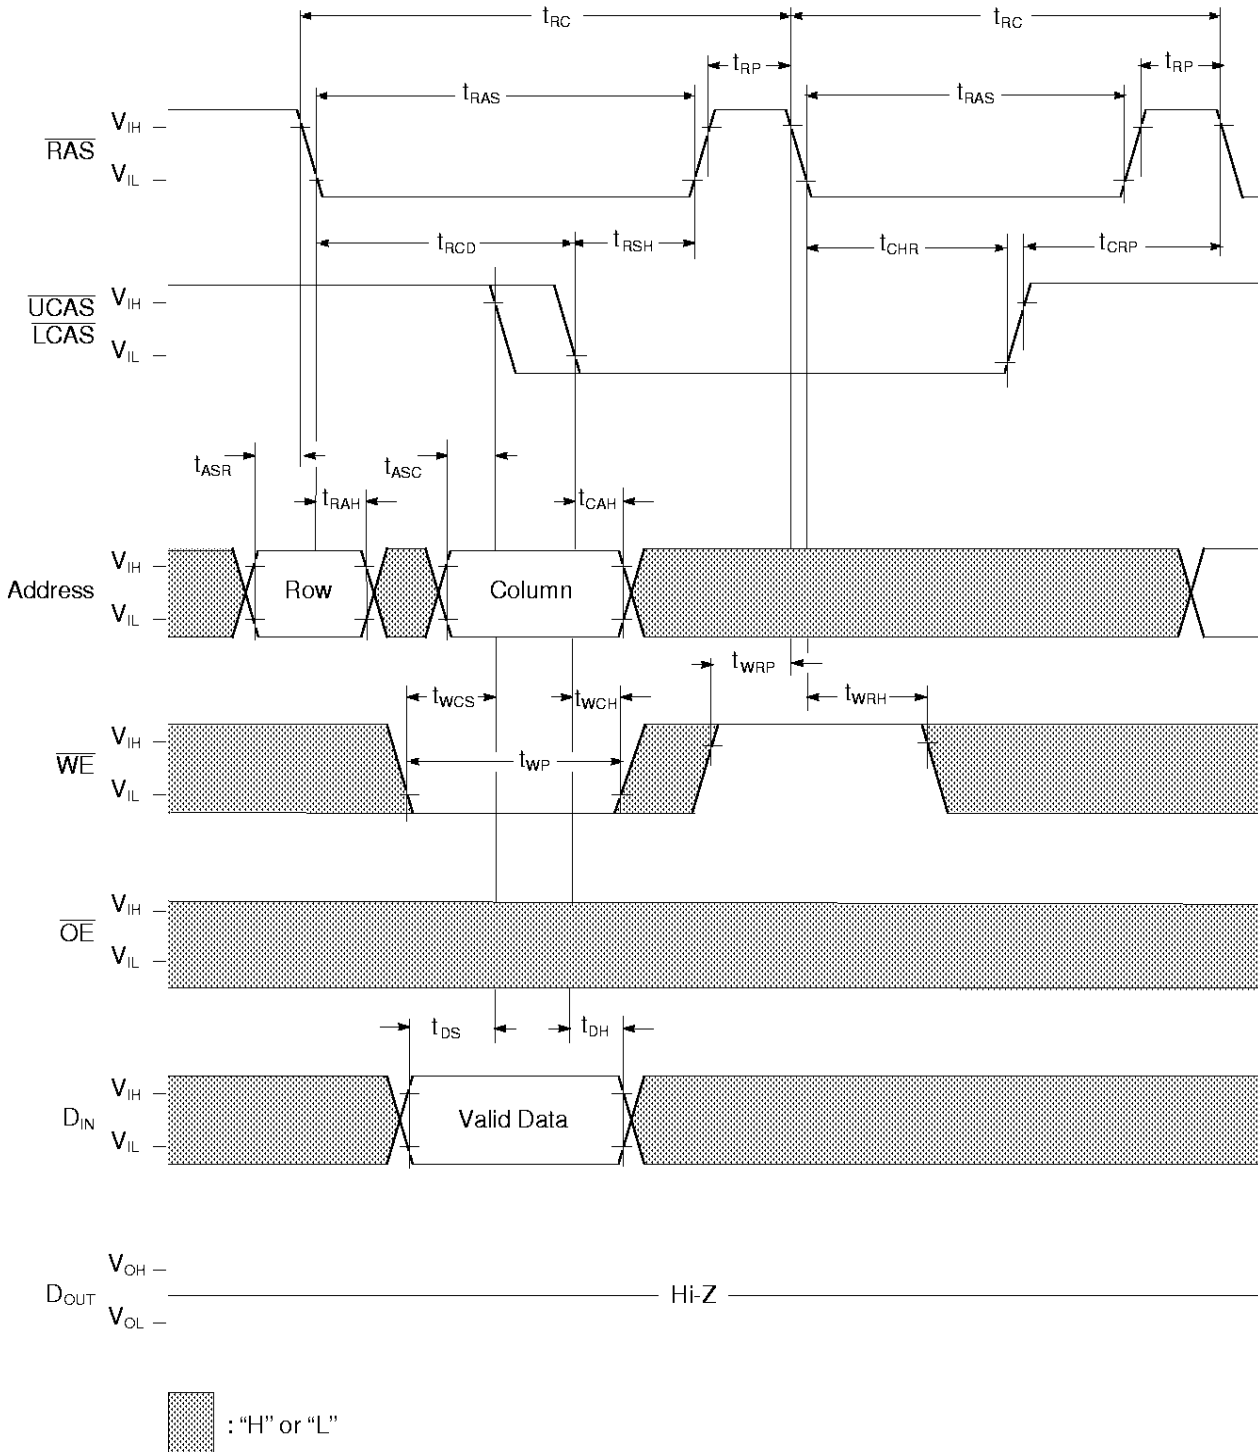 tRC tRC
tRP tRP
tRAS tRAS
RAS VIH
VIL
tRCD tRSH tCHR tCRP
UCAS VIH
LCAS
VIL
tASR tASC
tRAH tCAH
VIH
Address Row Column
VIL
tWRP
tWCS tWCH tWRH
VIH
WE tWP
VIL
VIH
OE
VIL
tDS tDH
VIH
DIN Valid Data
VIL
VOH
DOUT Hi-Z
VOL
: “H” or “L”